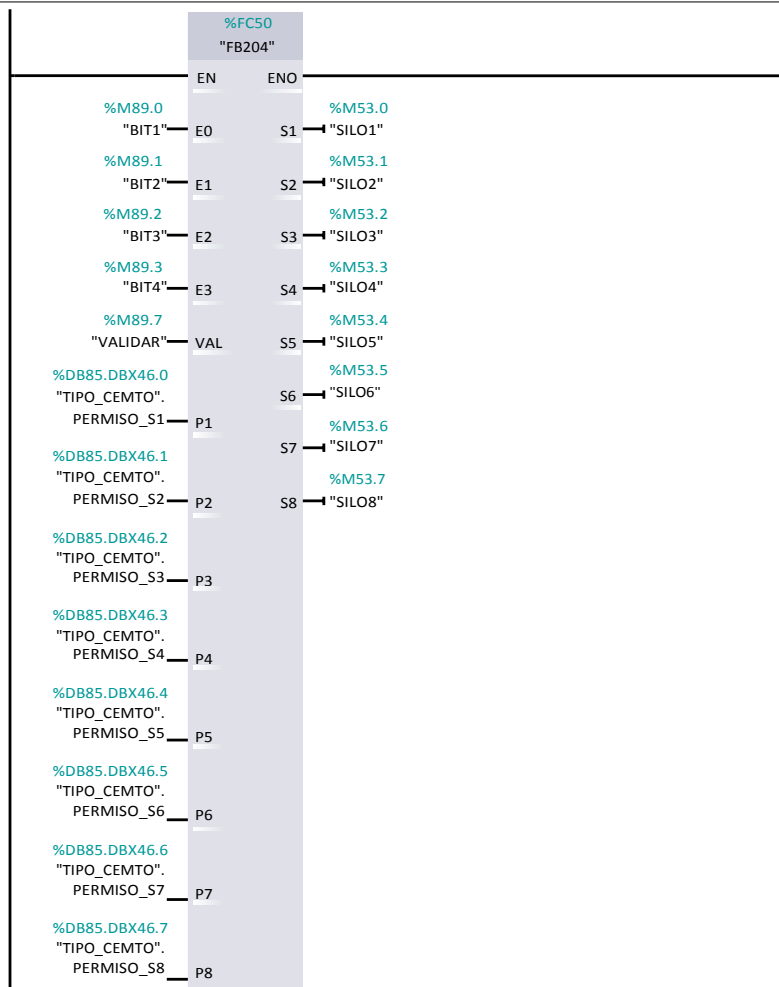 %FC50
"FB204"
EN ENO
%M89.0 %M53.0
"BIT1" E0 S1 "SILO1"
%M89.1 %M53.1
"BIT2" E1 S2 "SILO2"
%M89.2 %M53.2
"BIT3" E2 S3 "SILO3"
%M89.3 %M53.3
"BIT4" E3 S4 "SILO4"
%M89.7 %M53.4
"VALIDAR" VAL S5 "SILO5"
%DB85.DBX46.0 %M53.5
"TIPO_CEMTO". S6 "SILO6"
PERMISO_S1 P1 %M53.6
%DB85.DBX46.1 S7 "SILO7"
"TIPO_CEMTO". %M53.7
PERMISO_S2 P2 S8 "SILO8"
%DB85.DBX46.2
"TIPO_CEMTO".
PERMISO_S3 P3
%DB85.DBX46.3
"TIPO_CEMTO".
PERMISO_S4 P4
%DB85.DBX46.4
"TIPO_CEMTO".
PERMISO_S5 P5
%DB85.DBX46.5
"TIPO_CEMTO".
PERMISO_S6 P6
%DB85.DBX46.6
"TIPO_CEMTO".
PERMISO_S7 P7
%DB85.DBX46.7
"TIPO_CEMTO".
PERMISO_S8 P8